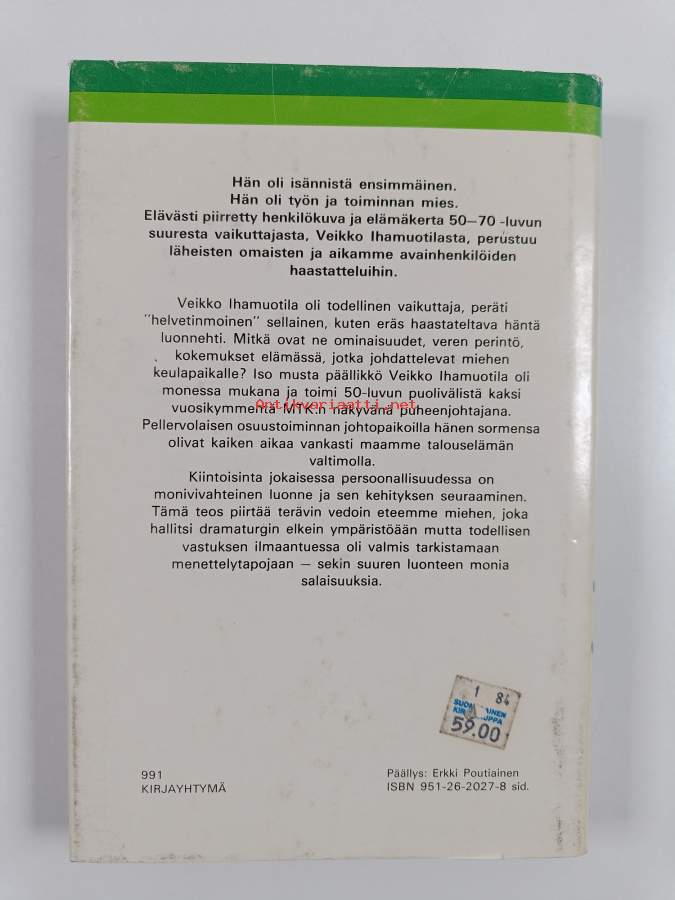 Hän oli isännistä ensimmäinen.
Hän oli työn ja toiminnan mies.
Elävästi piirretty henkilökuva ja elämäkerta 50—70 -luvun
suuresta vaikuttajasta, Veikko Ihamuotilasta, perustuu
läheisten omaisten ja aikamme avainhenkilöiden
haastatteluihin.
Veikko Ihamuotila oli todellinen vaikuttaja, peräti
"helvetinmoinen" sellainen, kuten eräs haastateltava häntä
luonnehti. Mitkä ovat ne ominaisuudet, veren perintö,
kokemukset elämässä, jotka johdattelevat miehen
keulapaikalle? Iso musta päällikkö Veikko Ihamuotila oli
monessa mukana ja toimi 50-luvun puolivälistä kaksi
Antikvariaatti.net
vuosikymmentä MTK:n näkyvänä puheenjohtajana.
Pellervolaisen osuustoiminnan johtopaikoilla hänen sormensa
olivat kaiken aikaa vankasti maamme talouselämän
valtimolla.
Kiintoisinta jokaisessa persoonallisuudessa on
monivivahteinen luonne ja sen kehityksen seuraaminen.
Tämä teos piirtää terävin vedoin eteemme miehen, joka
hallitsi dramaturgin elkein ympäristöään mutta todellisen
vastuksen ilmaantuessa oli valmis tarkistamaan
menettelytapojaan — sekin suuren luonteen monia
salaisuuksia.
1 84
59.00
991
KIRJAYHTYMÄ
Päällys: Erkki Poutiainen
ISBN 951-26-2027-8 sid.